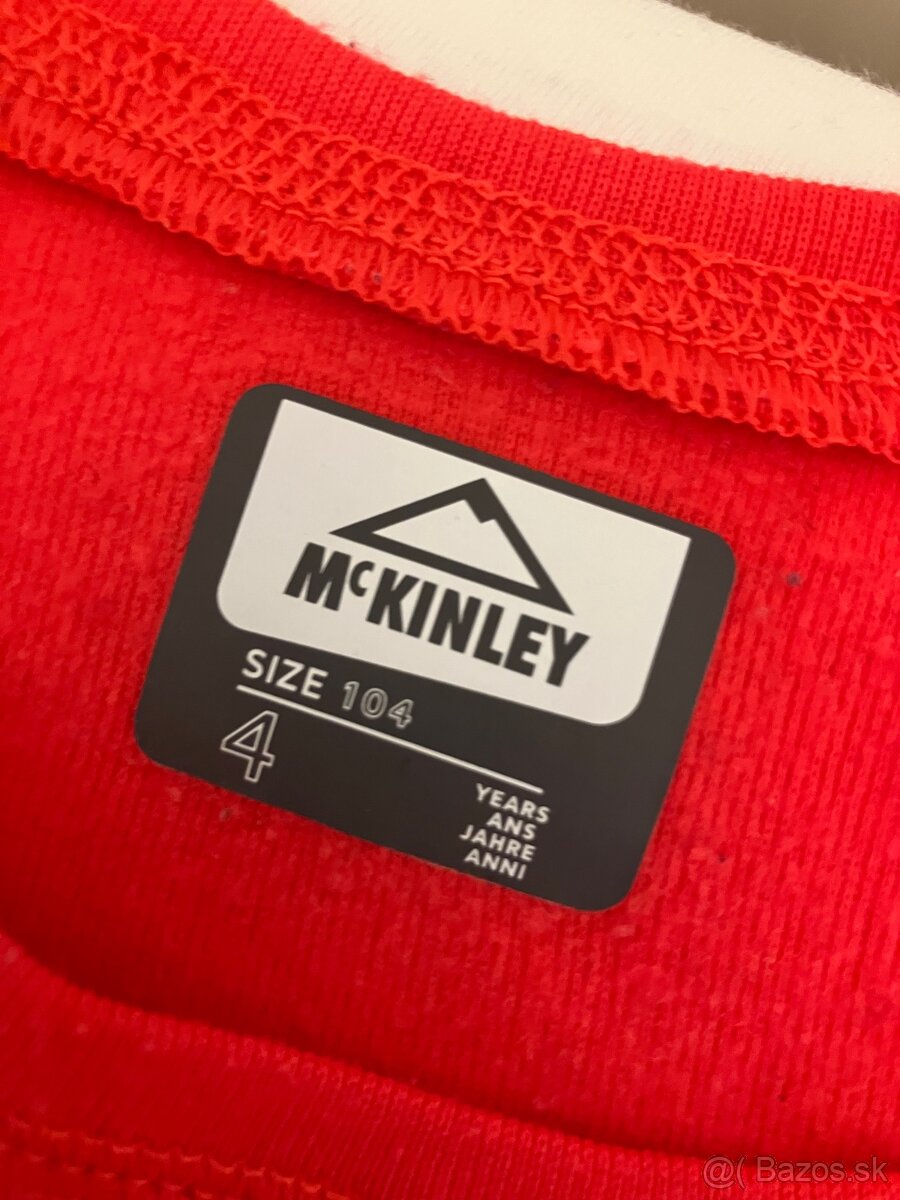 McKINLEY
SIZE 104
4
YEARS
ANS
JAHRE
ANNI
@( Bazos.sk